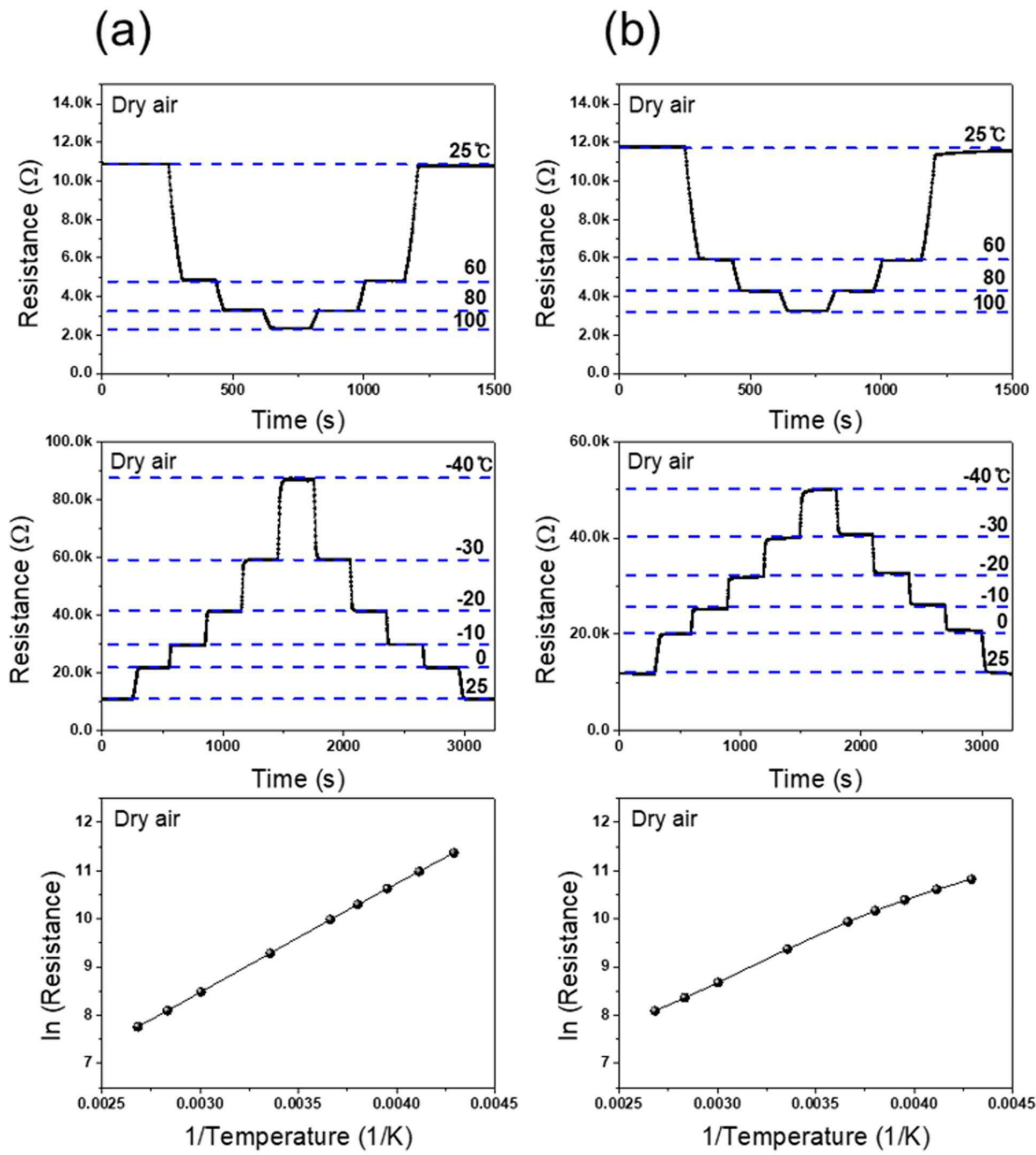 (a)
(b)
Dry air
25℃
60
80
100
14.0k
12.0k
10.0k
8.0k
6.0k
4.0k
2.0k
0.0
Resistance (Ω)
0
500
1000
1500
Time (s)
Dry air
25℃
60
80
100
14.0k
12.0k
10.0k
8.0k
6.0k
4.0k
2.0k
0.0
Resistance (Ω)
0
500
1000
1500
Time (s)
Dry air
-40℃
-30
-20
-10
0
25
100.0k
80.0k
60.0k
40.0k
20.0k
0.0
Resistance (Ω)
0
1000
2000
3000
Time (s)
Dry air
-40℃
-30
-20
-10
0
25
60.0k
40.0k
20.0k
0.0
Resistance (Ω)
0
1000
2000
3000
Time (s)
Dry air
12
11
10
9
8
7
ln (Resistance)
0.0025
0.0030
0.0035
0.0040
0.0045
1/Temperature (1/K)
Dry air
12
11
10
9
8
7
ln (Resistance)
0.0025
0.0030
0.0035
0.0040
0.0045
1/Temperature (1/K)